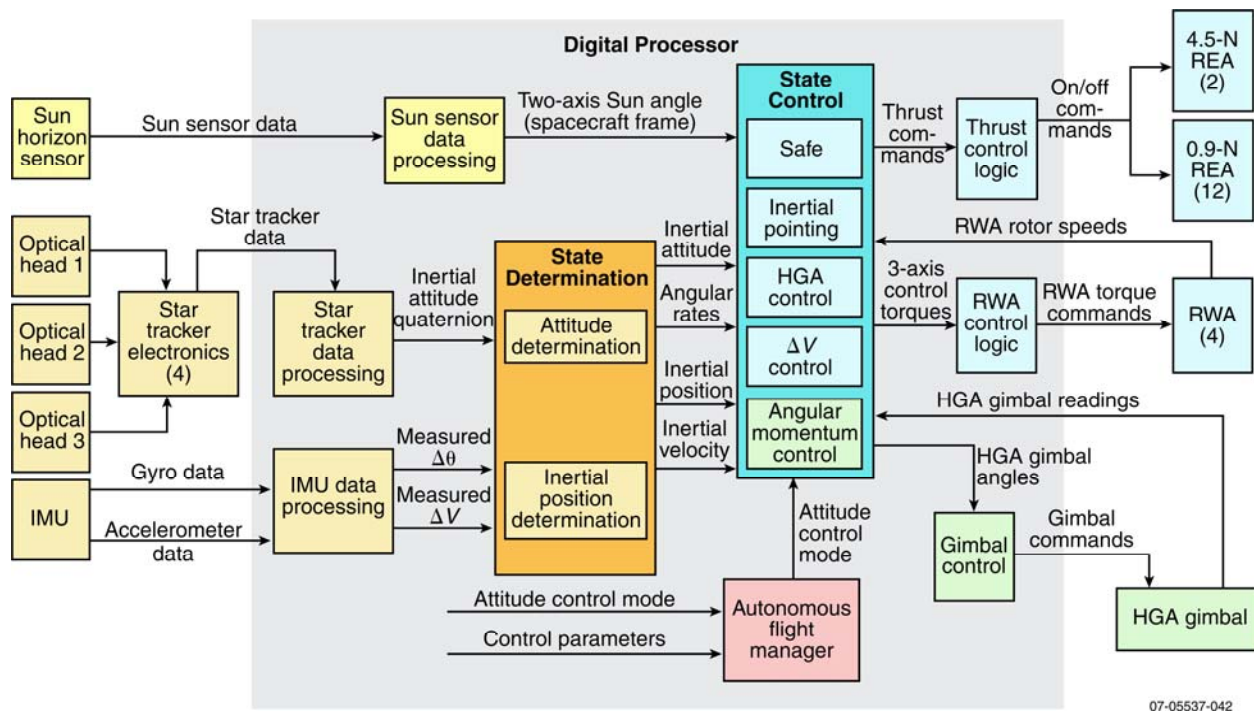 Digital Processor
Sun
horizon
sensor
Sun sensor data
Sun sensor
data
processing
Two-axis Sun angle
(spacecraft frame)
State
Control
Safe
Inertial
pointing
HGA
control
ΔV
control
Angular
momentum
control
Thrust
com-
mands
Thrust
control
logic
On/off
com-
mands
4.5-N
REA
(2)
0.9-N
REA
(12)
Optical
head 1
Optical
head 2
Optical
head 3
Star
tracker
electronics
(4)
Star tracker
data
Star
tracker
data
processing
Inertial
attitude
quaternion
State
Determination
Attitude
determination
Inertial
position
determination
Inertial
attitude
Angular
rates
Inertial
position
Inertial
velocity
RWA rotor speeds
3-axis
control
torques
RWA
control
logic
RWA torque
commands
RWA
(4)
HGA gimbal readings
IMU
Gyro data
Accelerometer
data
IMU data
processing
Measured
Δθ
Measured
ΔV
HGA gimbal
angles
Gimbal
control
Gimbal
commands
HGA gimbal
Attitude
control
mode
Attitude control mode
Control parameters
Autonomous
flight
manager
07-05537-042